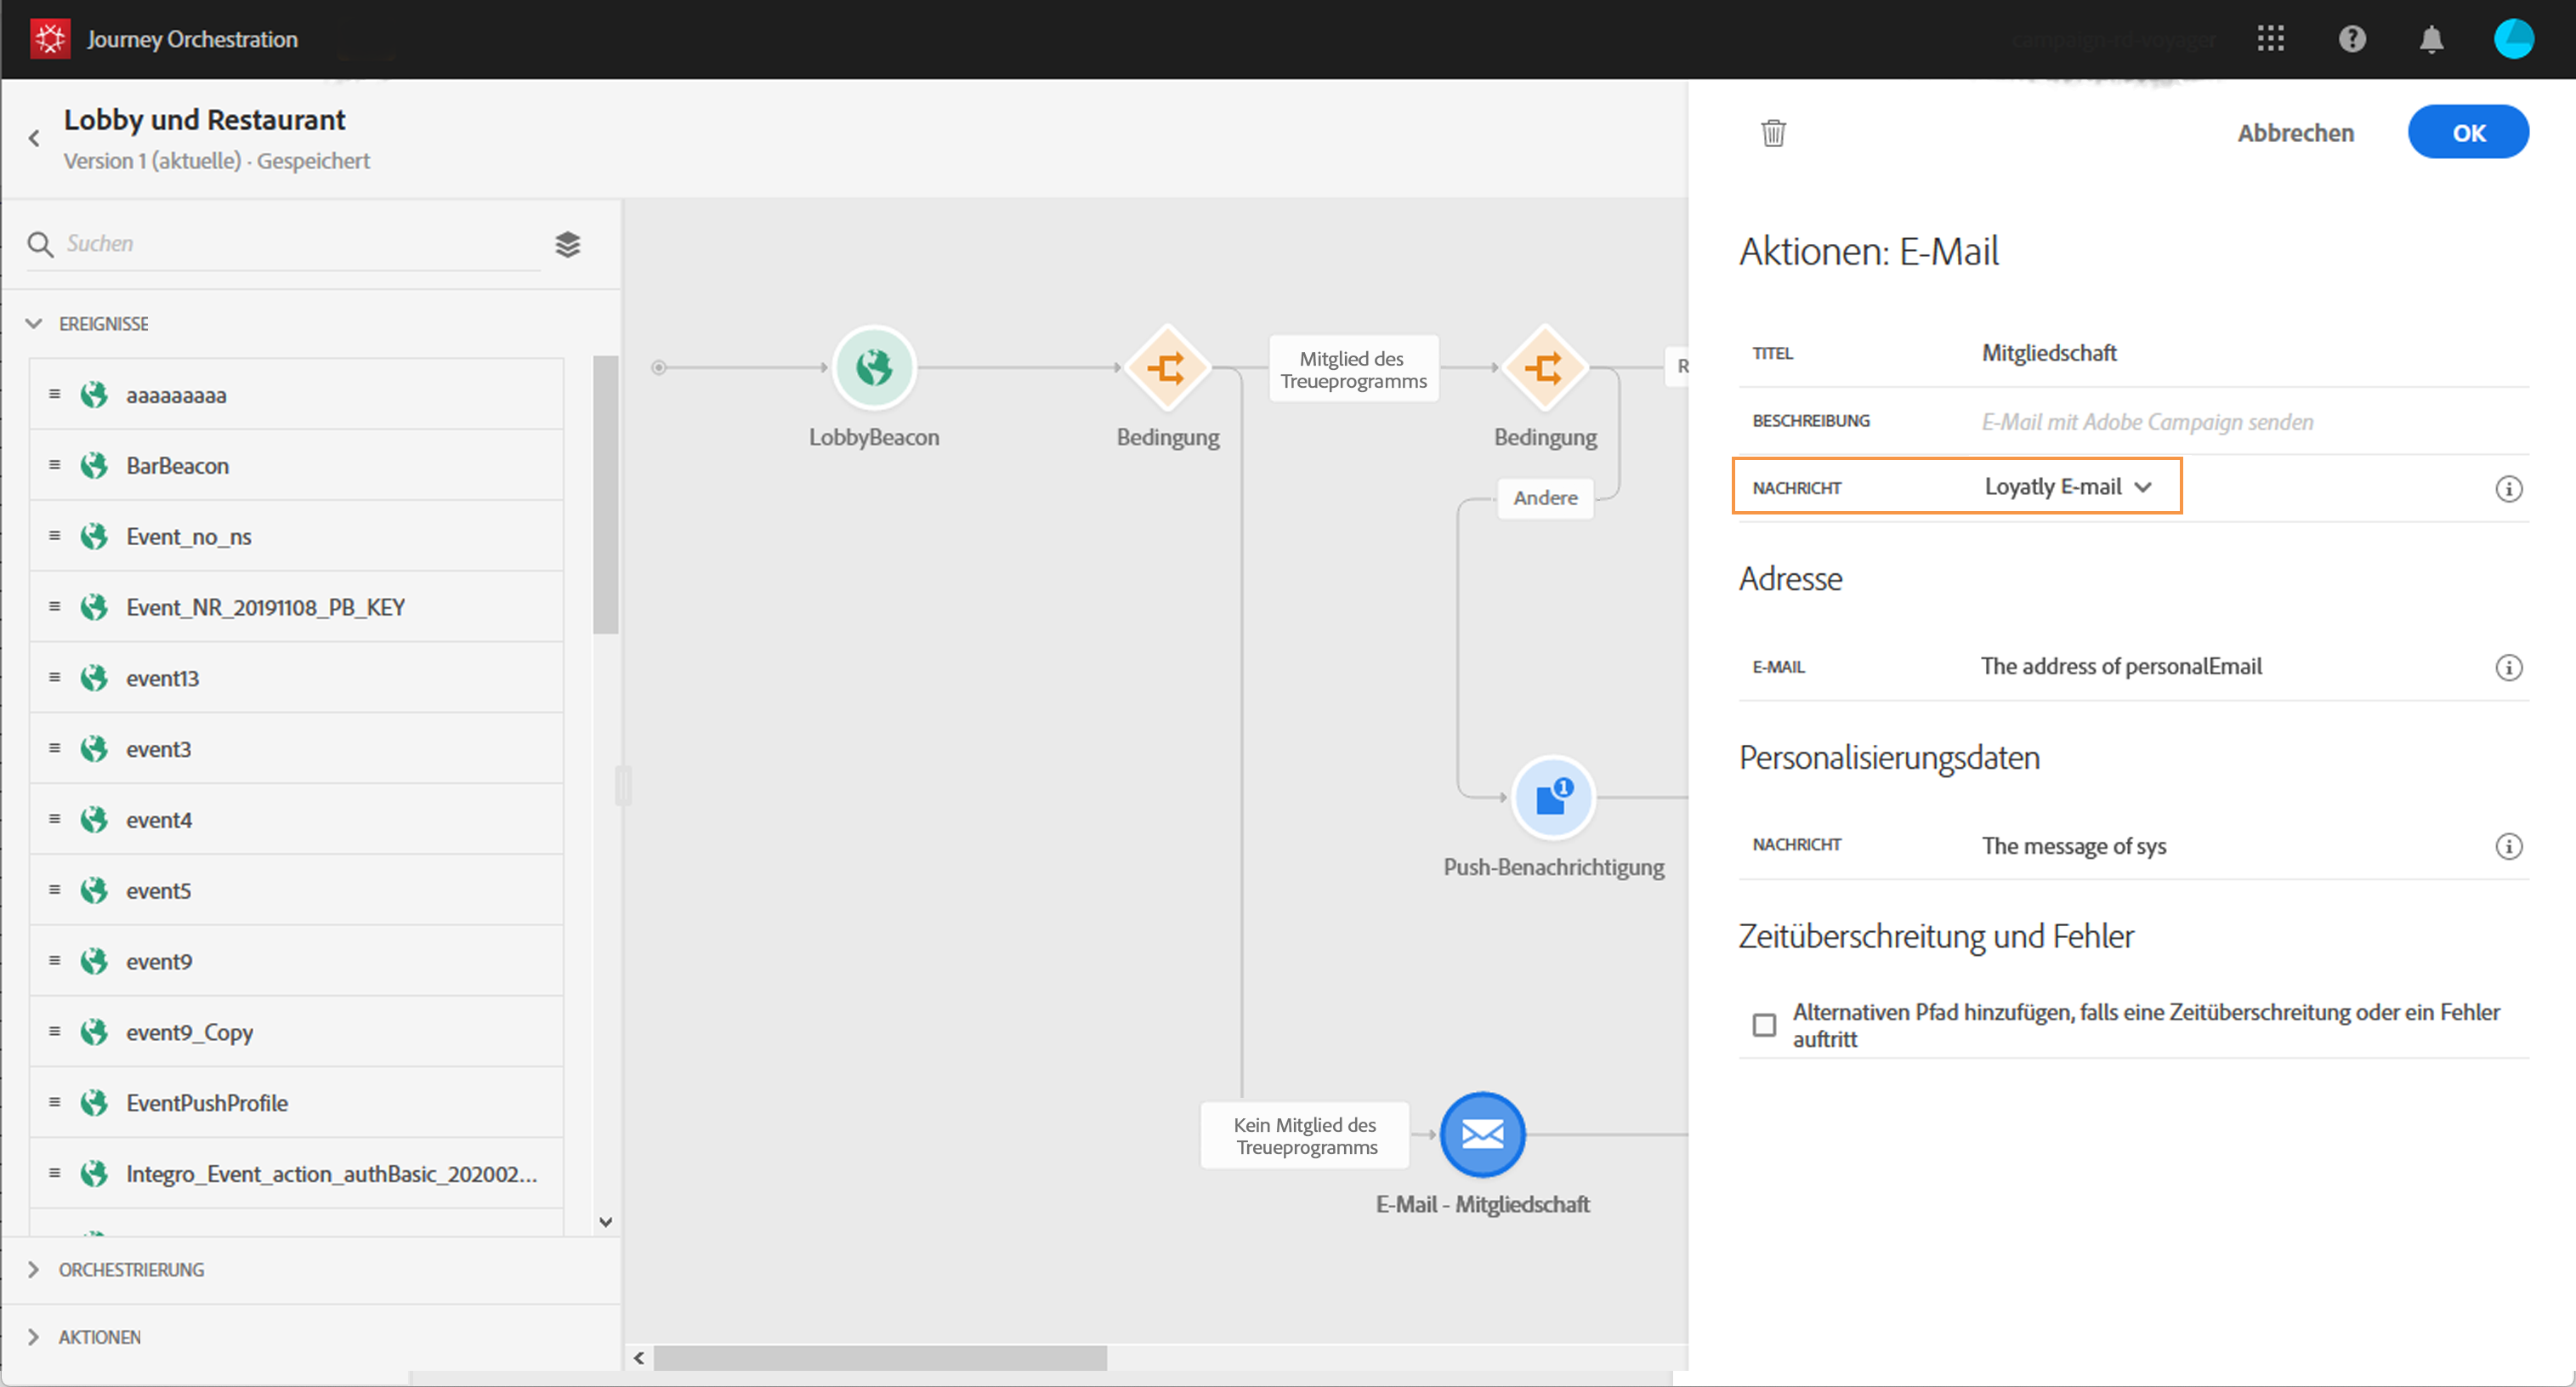 Journey Orchestration
campaign-rd-voyager
Lobby und Restaurant
Version 1 (aktuelle) · Gespeichert
Abbrechen
OK
Suchen
EREIGNISSE
aaaaaaaaa
BarBeacon
Event_no_ns
Event_NR_20191108_PB_KEY
event13
event3
event4
event5
event9
event9_Copy
EventPushProfile
Integro_Event_action_authBasic_202002...
ORCHESTRIERUNG
AKTIONEN
LobbyBeacon
Bedingung
Mitglied des
Treueprogramms
Bedingung
R
Andere
1
Push-Benachrichtigung
Kein Mitglied des
Treueprogramms
E-Mail - Mitgliedschaft
Aktionen: E-Mail
TITEL
Mitgliedschaft
BESCHREIBUNG
E-Mail mit Adobe Campaign senden
NACHRICHT
Loyatly E-mail
Adresse
E-MAIL
The address of personalEmail
Personalisierungsdaten
NACHRICHT
The message of sys
Zeitüberschreitung und Fehler
Alternativen Pfad hinzufügen, falls eine Zeitüberschreitung oder ein Fehler
auftritt